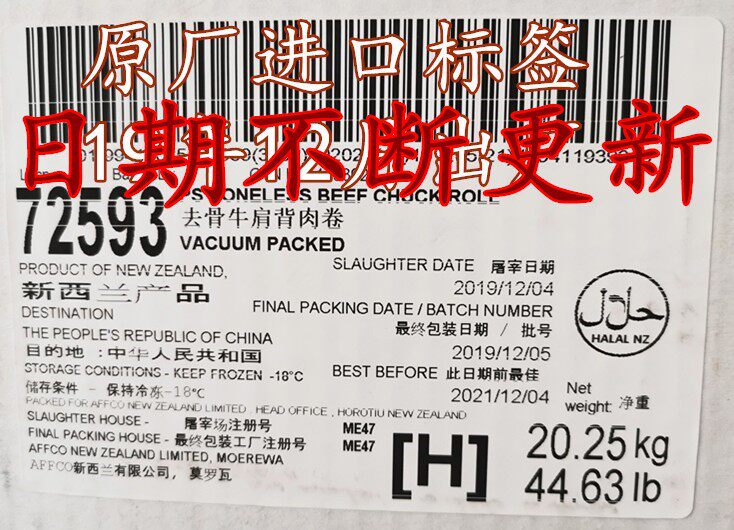 原厂进口标签
日期不断更新
72593
PS BONELESS BEEF CHUCK ROLL
去骨牛肩背肉卷
VACUUM PACKED
PRODUCT OF NEW ZEALAND,
新西兰产品
SLAUGHTER DATE 屠宰日期
2019/12/04
DESTINATION
FINAL PACKING DATE / BATCH NUMBER
THE PEOPLE'S REPUBLIC OF CHINA
最终包装日期 / 批号
目的地 :中华人民共和国
2019/12/05
STORAGE CONDITIONS - KEEP FROZEN -18°C
BEST BEFORE 此日期前最佳
储存条件 - 保持冷冻-18℃
2021/12/04
حلال
HALAL NZ
PACKED FOR AFFCO NEW ZEALAND LIMITED , HEAD OFFICE , HOROTIU NEW ZEALAND
SLAUGHTER HOUSE - 屠宰场注册号 ME47
FINAL PACKING HOUSE - 最终包装工厂注册号 ME47
AFFCO NEW ZEALAND LIMITED, MOEREWA
AFFCO新西兰有限公司，莫罗瓦
[H]
Net weight: 净重
20.25kg
44.63lb